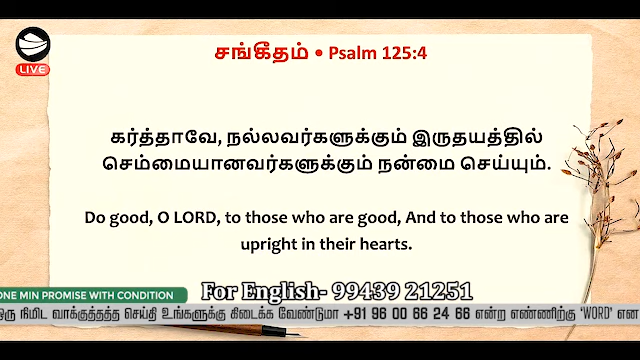 சங்கீதம் • Psalm 125:4
LIVE
கர்த்தாவே, நல்லவர்களுக்கும் இருதயத்தில்
செம்மையானவர்களுக்கும் நன்மை செய்யும்.
Do good, O LORD, to those who are good, And to those who are
upright in their hearts.
ONE MIN PROMISE WITH CONDITION
For English- 99439 21251
ஒரு நிமிட வாக்குத்தத்த செய்தி உங்களுக்கு கிடைக்க வேண்டுமா +91 96 00 66 24 68 என்ற எண்ணிற்கு 'WORD' என